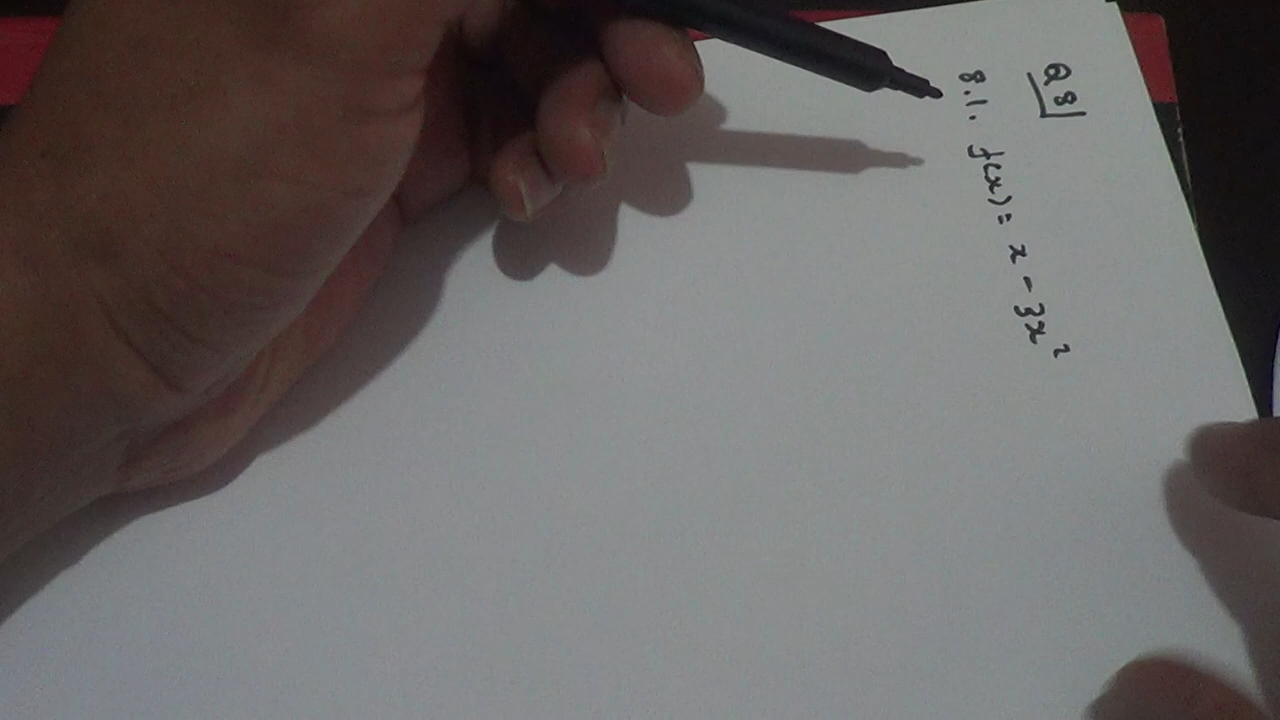 Q8
8.1. f(x) = x - 3x²